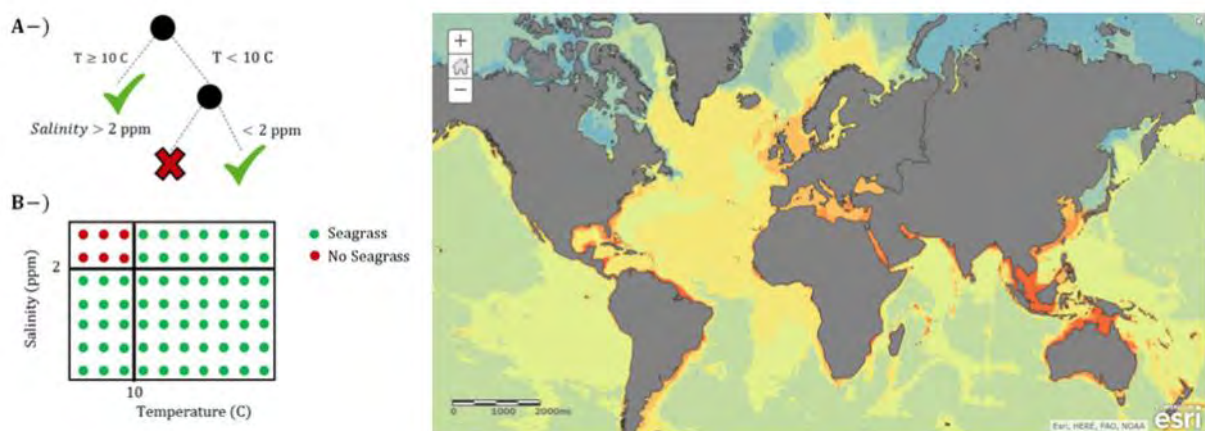 A-)
T ≥ 10 C
T < 10 C
Salinity > 2 ppm
< 2 ppm
B-)
Seagrass
No Seagrass
2
Salinity (ppm)
10
Temperature (C)
+
−
0 1000 2000mi
Esri, HERE, FAO, NOAA
esri